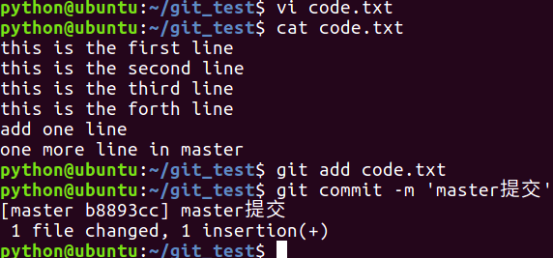 python@ubuntu:~/git_test$ vi code.txt
python@ubuntu:~/git_test$ cat code.txt
this is the first line
this is the second line
this is the third line
this is the forth line
add one line
one more line in master
python@ubuntu:~/git_test$ git add code.txt
python@ubuntu:~/git_test$ git commit -m 'master提交'
[master b8893cc] master提交
 1 file changed, 1 insertion(+)
python@ubuntu:~/git_test$